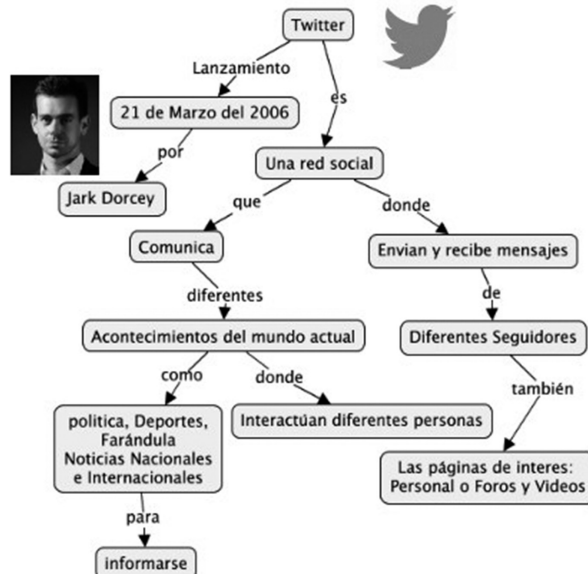 Twitter
Lanzamiento
21 de Marzo del 2006
es
por
Una red social
Jark Dorcey
que
donde
Comunica
Envian y recibe mensajes
diferentes
de
Acontecimientos del mundo actual
Diferentes Seguidores
como
donde
también
politica, Deportes,
Farándula
Noticias Nacionales
e Internacionales
Interactúan diferentes personas
Las páginas de interes:
Personal o Foros y Videos
para
informarse